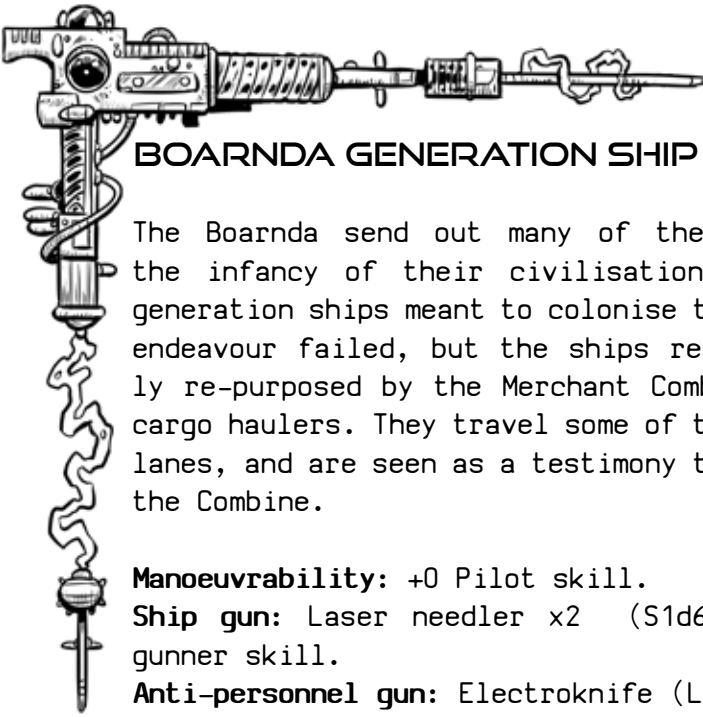 BOARNDA GENERATION SHIP
The Boarnda send out many of the
the infancy of their civilisation
generation ships meant to colonise t
endeavour failed, but the ships re
ly re-purposed by the Merchant Comb
cargo haulers. They travel some of t
lanes, and are seen as a testimony t
the Combine.
Manoeuvrability: +0 Pilot skill.
Ship gun: Laser needler x2 (S1d6
gunner skill.
Anti-personnel gun: Electroknife (L